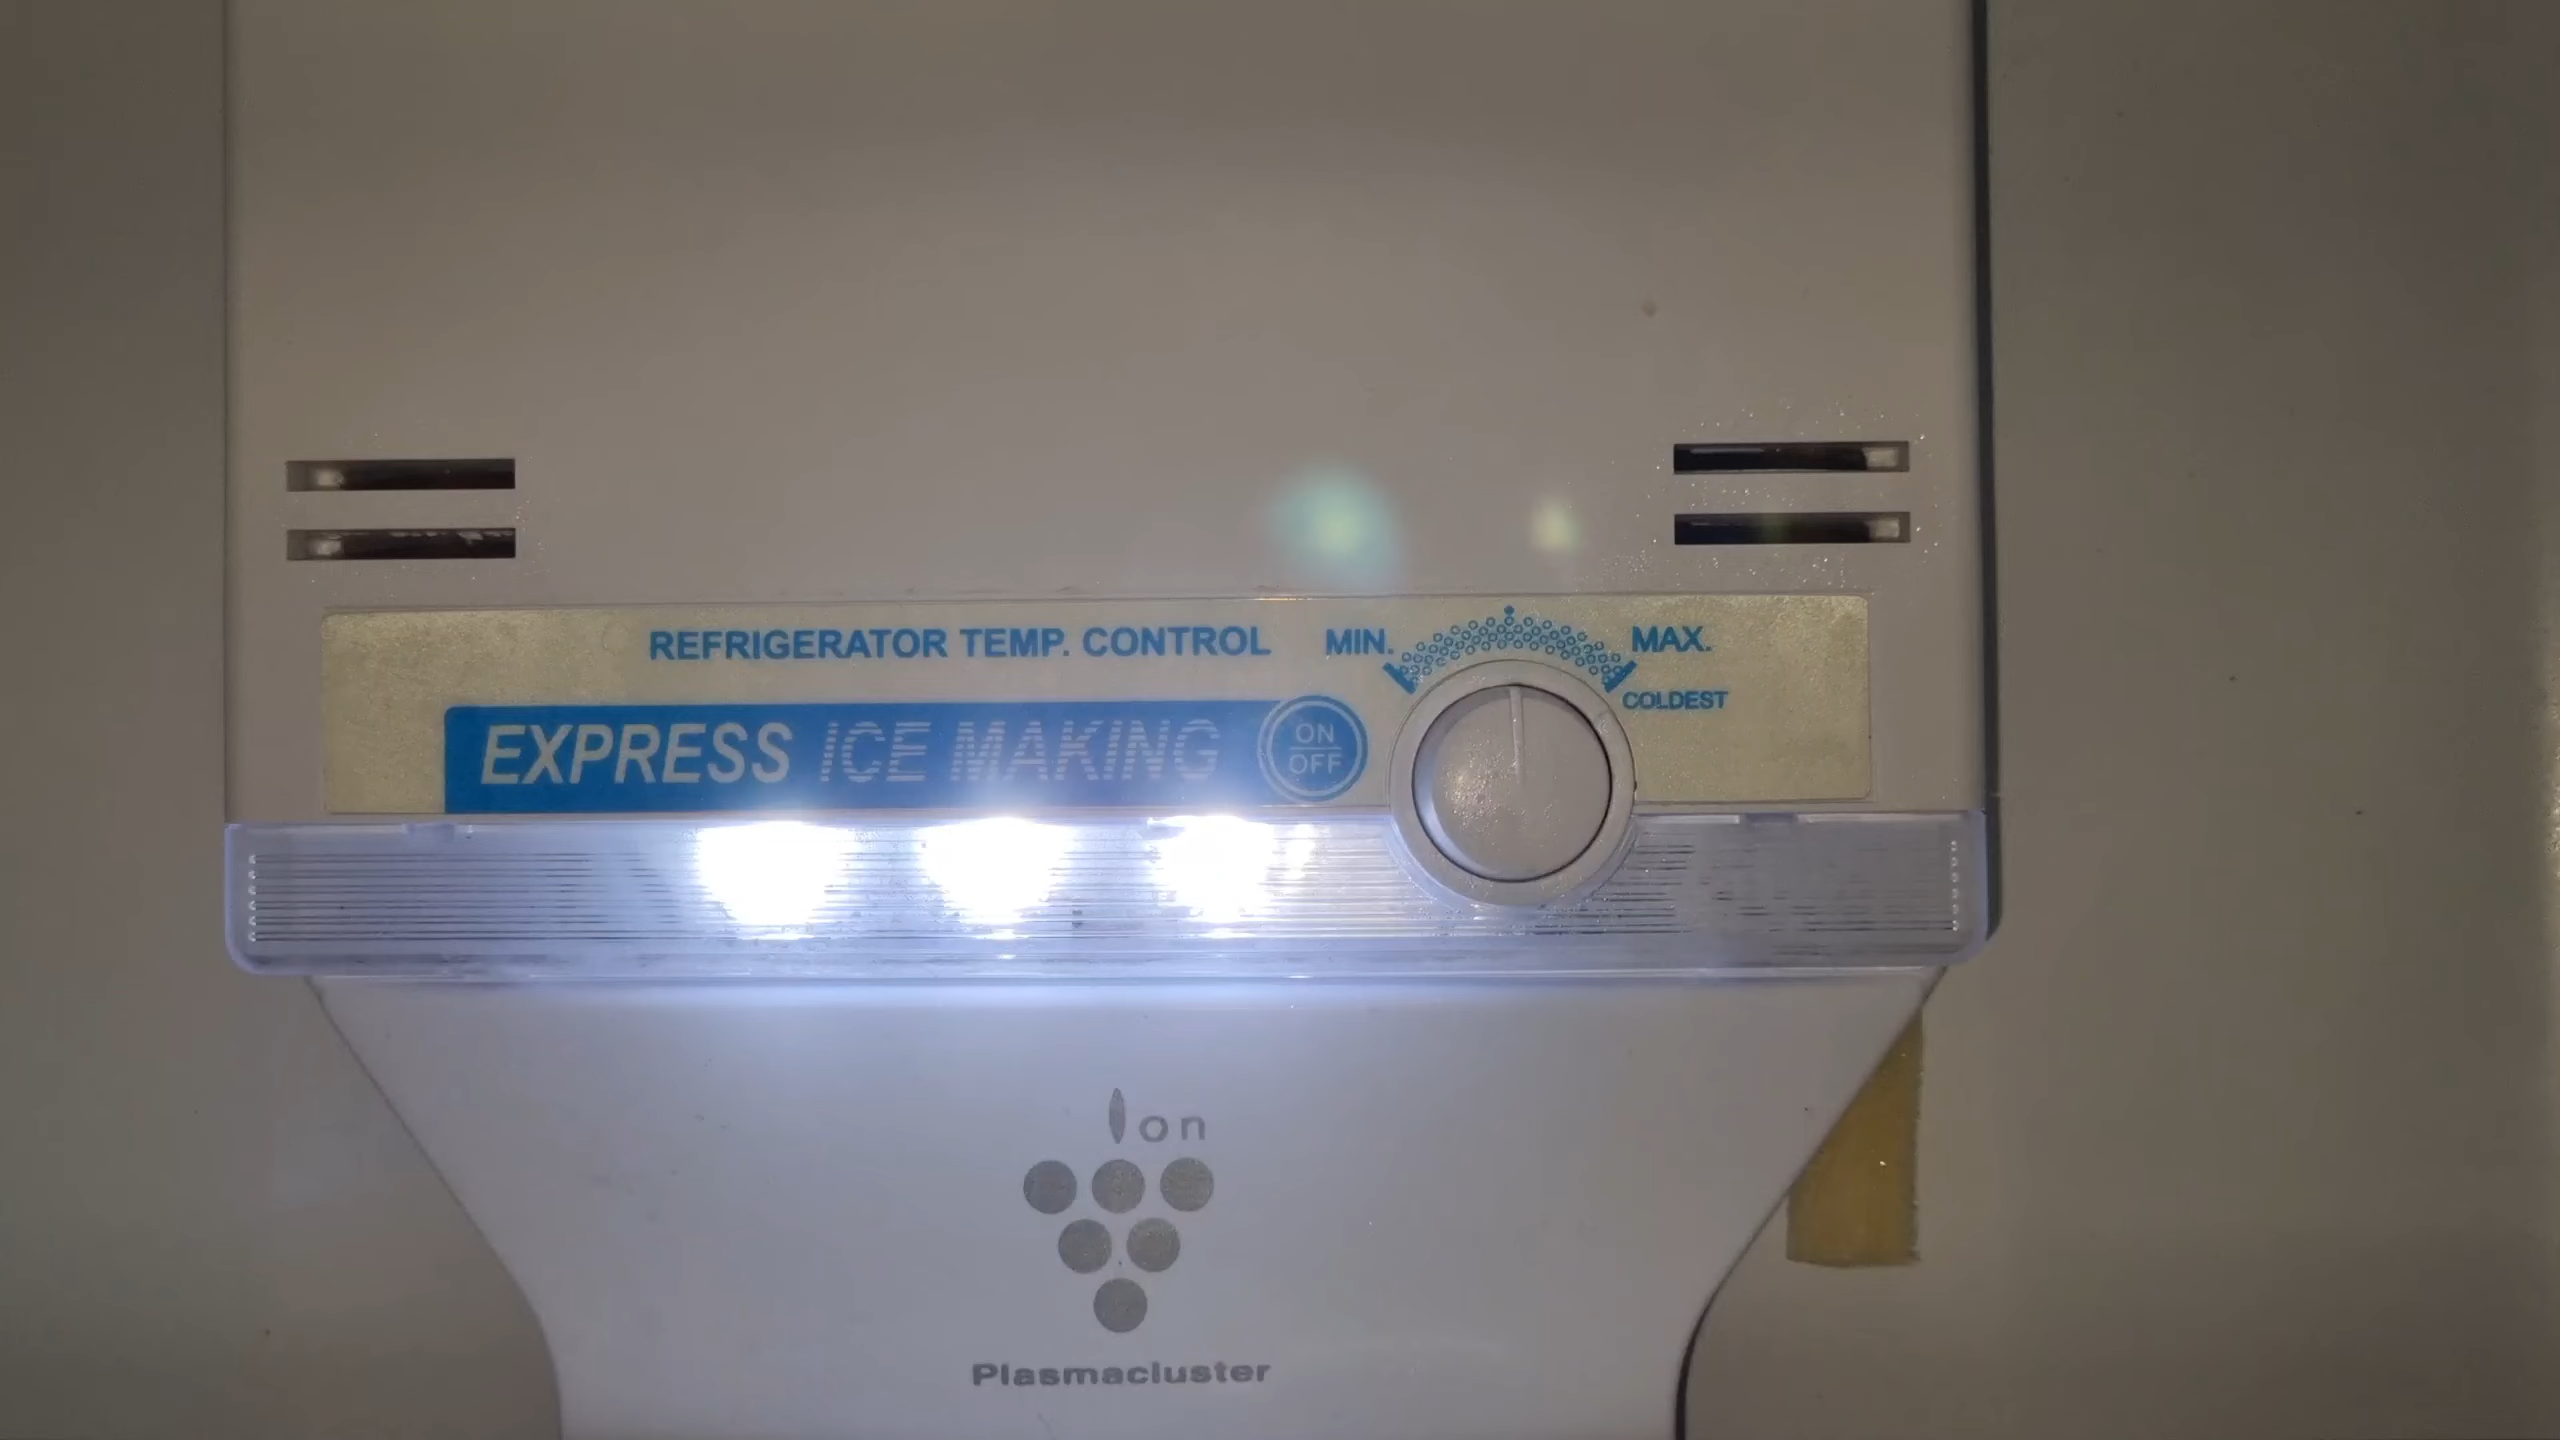 REFRIGERATOR TEMP. CONTROL MIN. MAX.
COLDEST
EXPRESS ICE MAKING ON
OFF
Ion
Plasmacluster